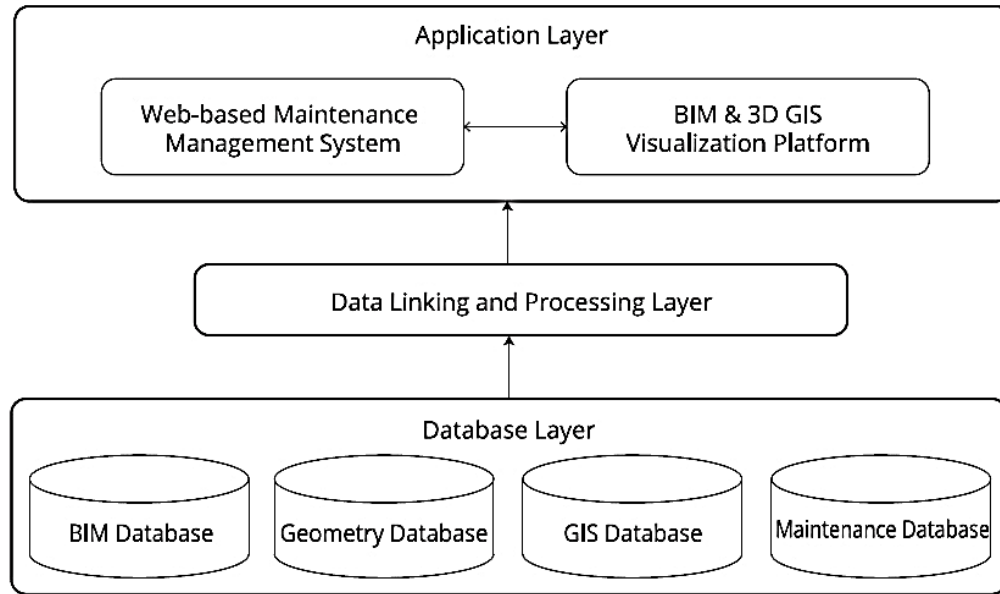 Application Layer
Web-based Maintenance
Management System
BIM & 3D GIS
Visualization Platform
Data Linking and Processing Layer
Database Layer
BIM Database
Geometry Database
GIS Database
Maintenance Database